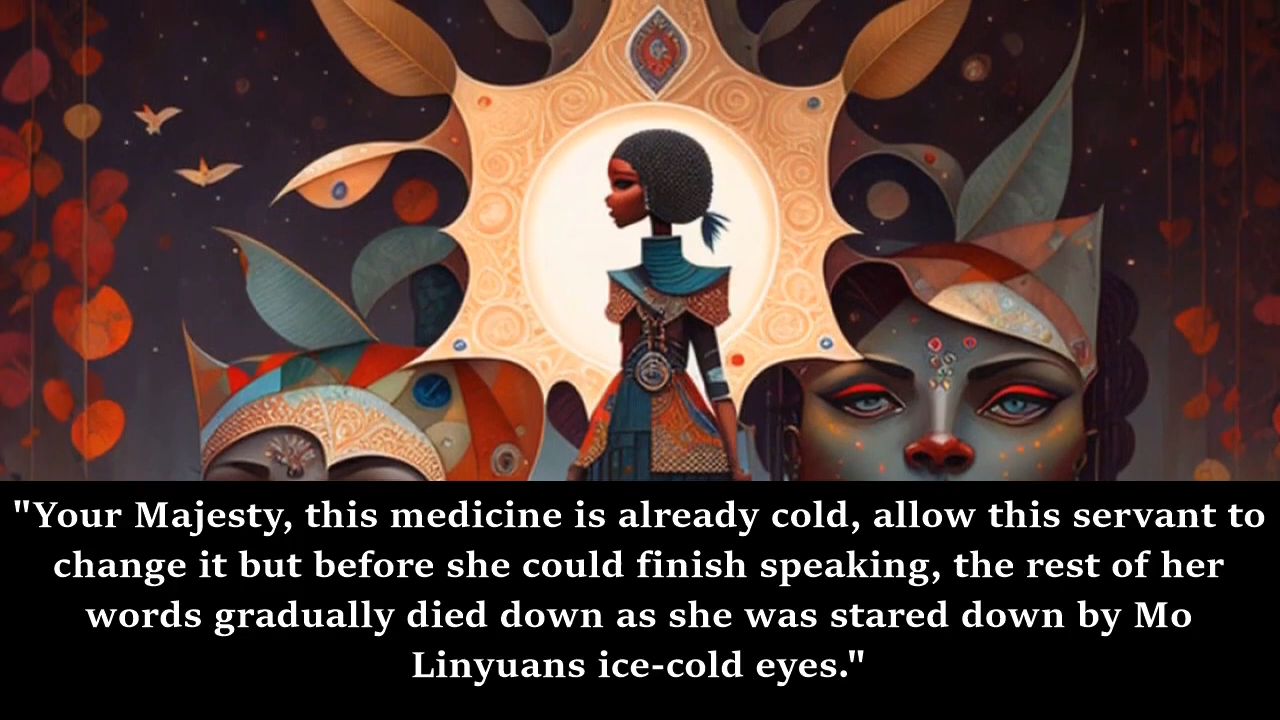 "Your Majesty, this medicine is already cold, allow this servant to
change it but before she could finish speaking, the rest of her
words gradually died down as she was stared down by Mo
Linyuans ice-cold eyes."